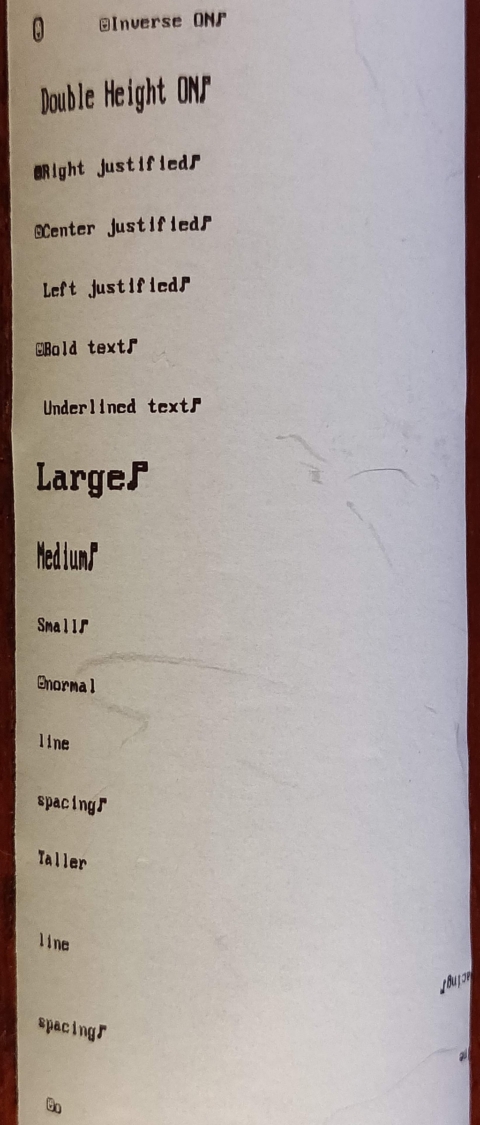 0 ☺Inverse ON♪
Double Height ON♪
☻Right justified♪
☺Center justified♪
Left justified♪
☺Bold text♪
Underlined text♪
Large♪
Medium♪
Small♪
☺normal
line
spacing♪
Taller
line
spacing♪
acing♪